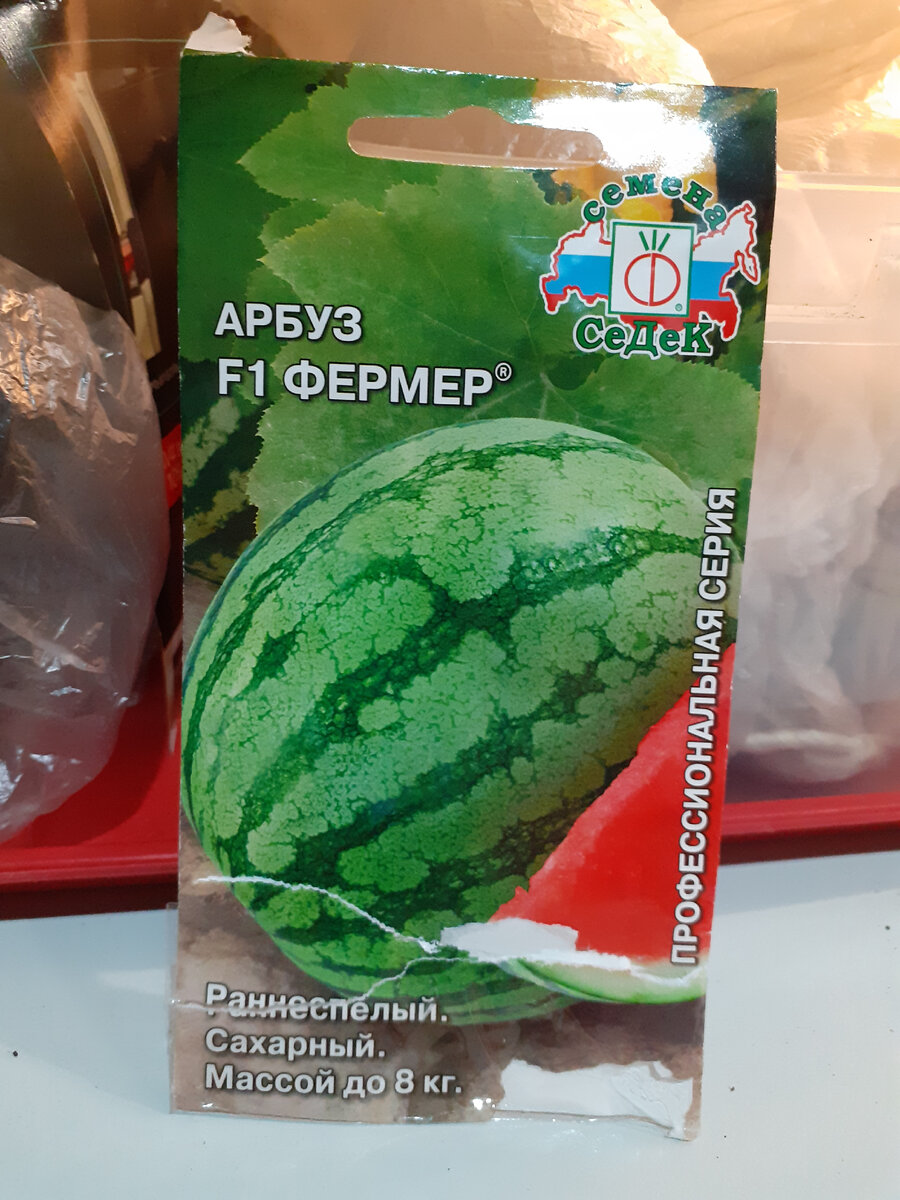 семена
СеДеК
АРБУЗ
F1 ФЕРМЕР®
ПРОФЕССИОНАЛЬНАЯ СЕРИЯ
Раннеспелый.
Сахарный.
Массой до 8 кг.